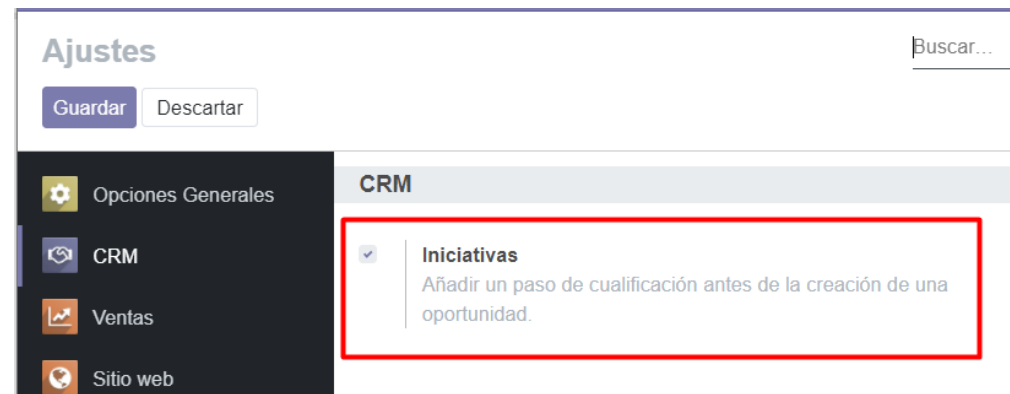 Ajustes
Buscar...
Guardar Descartar
Opciones Generales
CRM
Ventas
Sitio web
CRM
Iniciativas
Añadir un paso de cualificación antes de la creación de una
oportunidad.